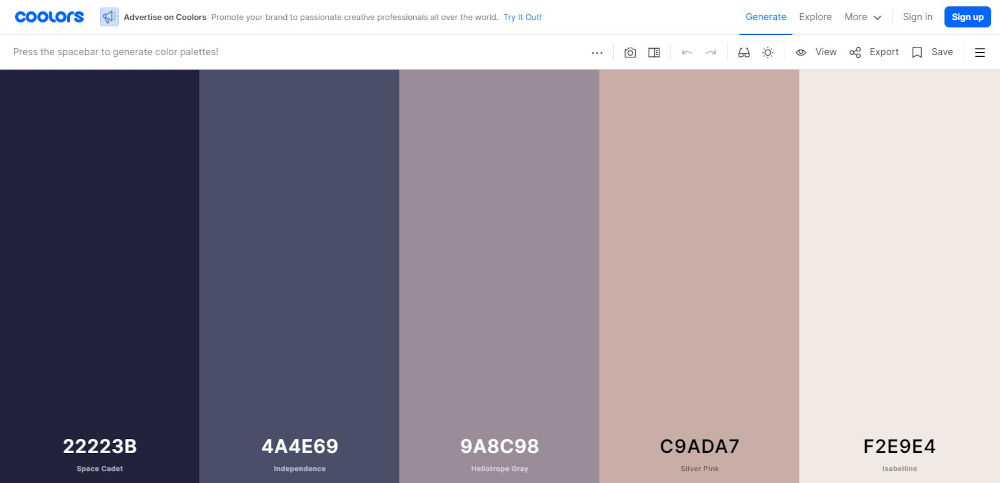 coolors Advertise on Coolors Promote your brand to passionate creative professionals all over the world. Try It Out! Generate Explore More Sign in Sign up
Press the spacebar to generate color palettes! View Export Save
22223B 4A4E69 9A8C98 C9ADA7 F2E9E4
Space Cadet Independence Heliotrope Gray Silver Pink Isabelline